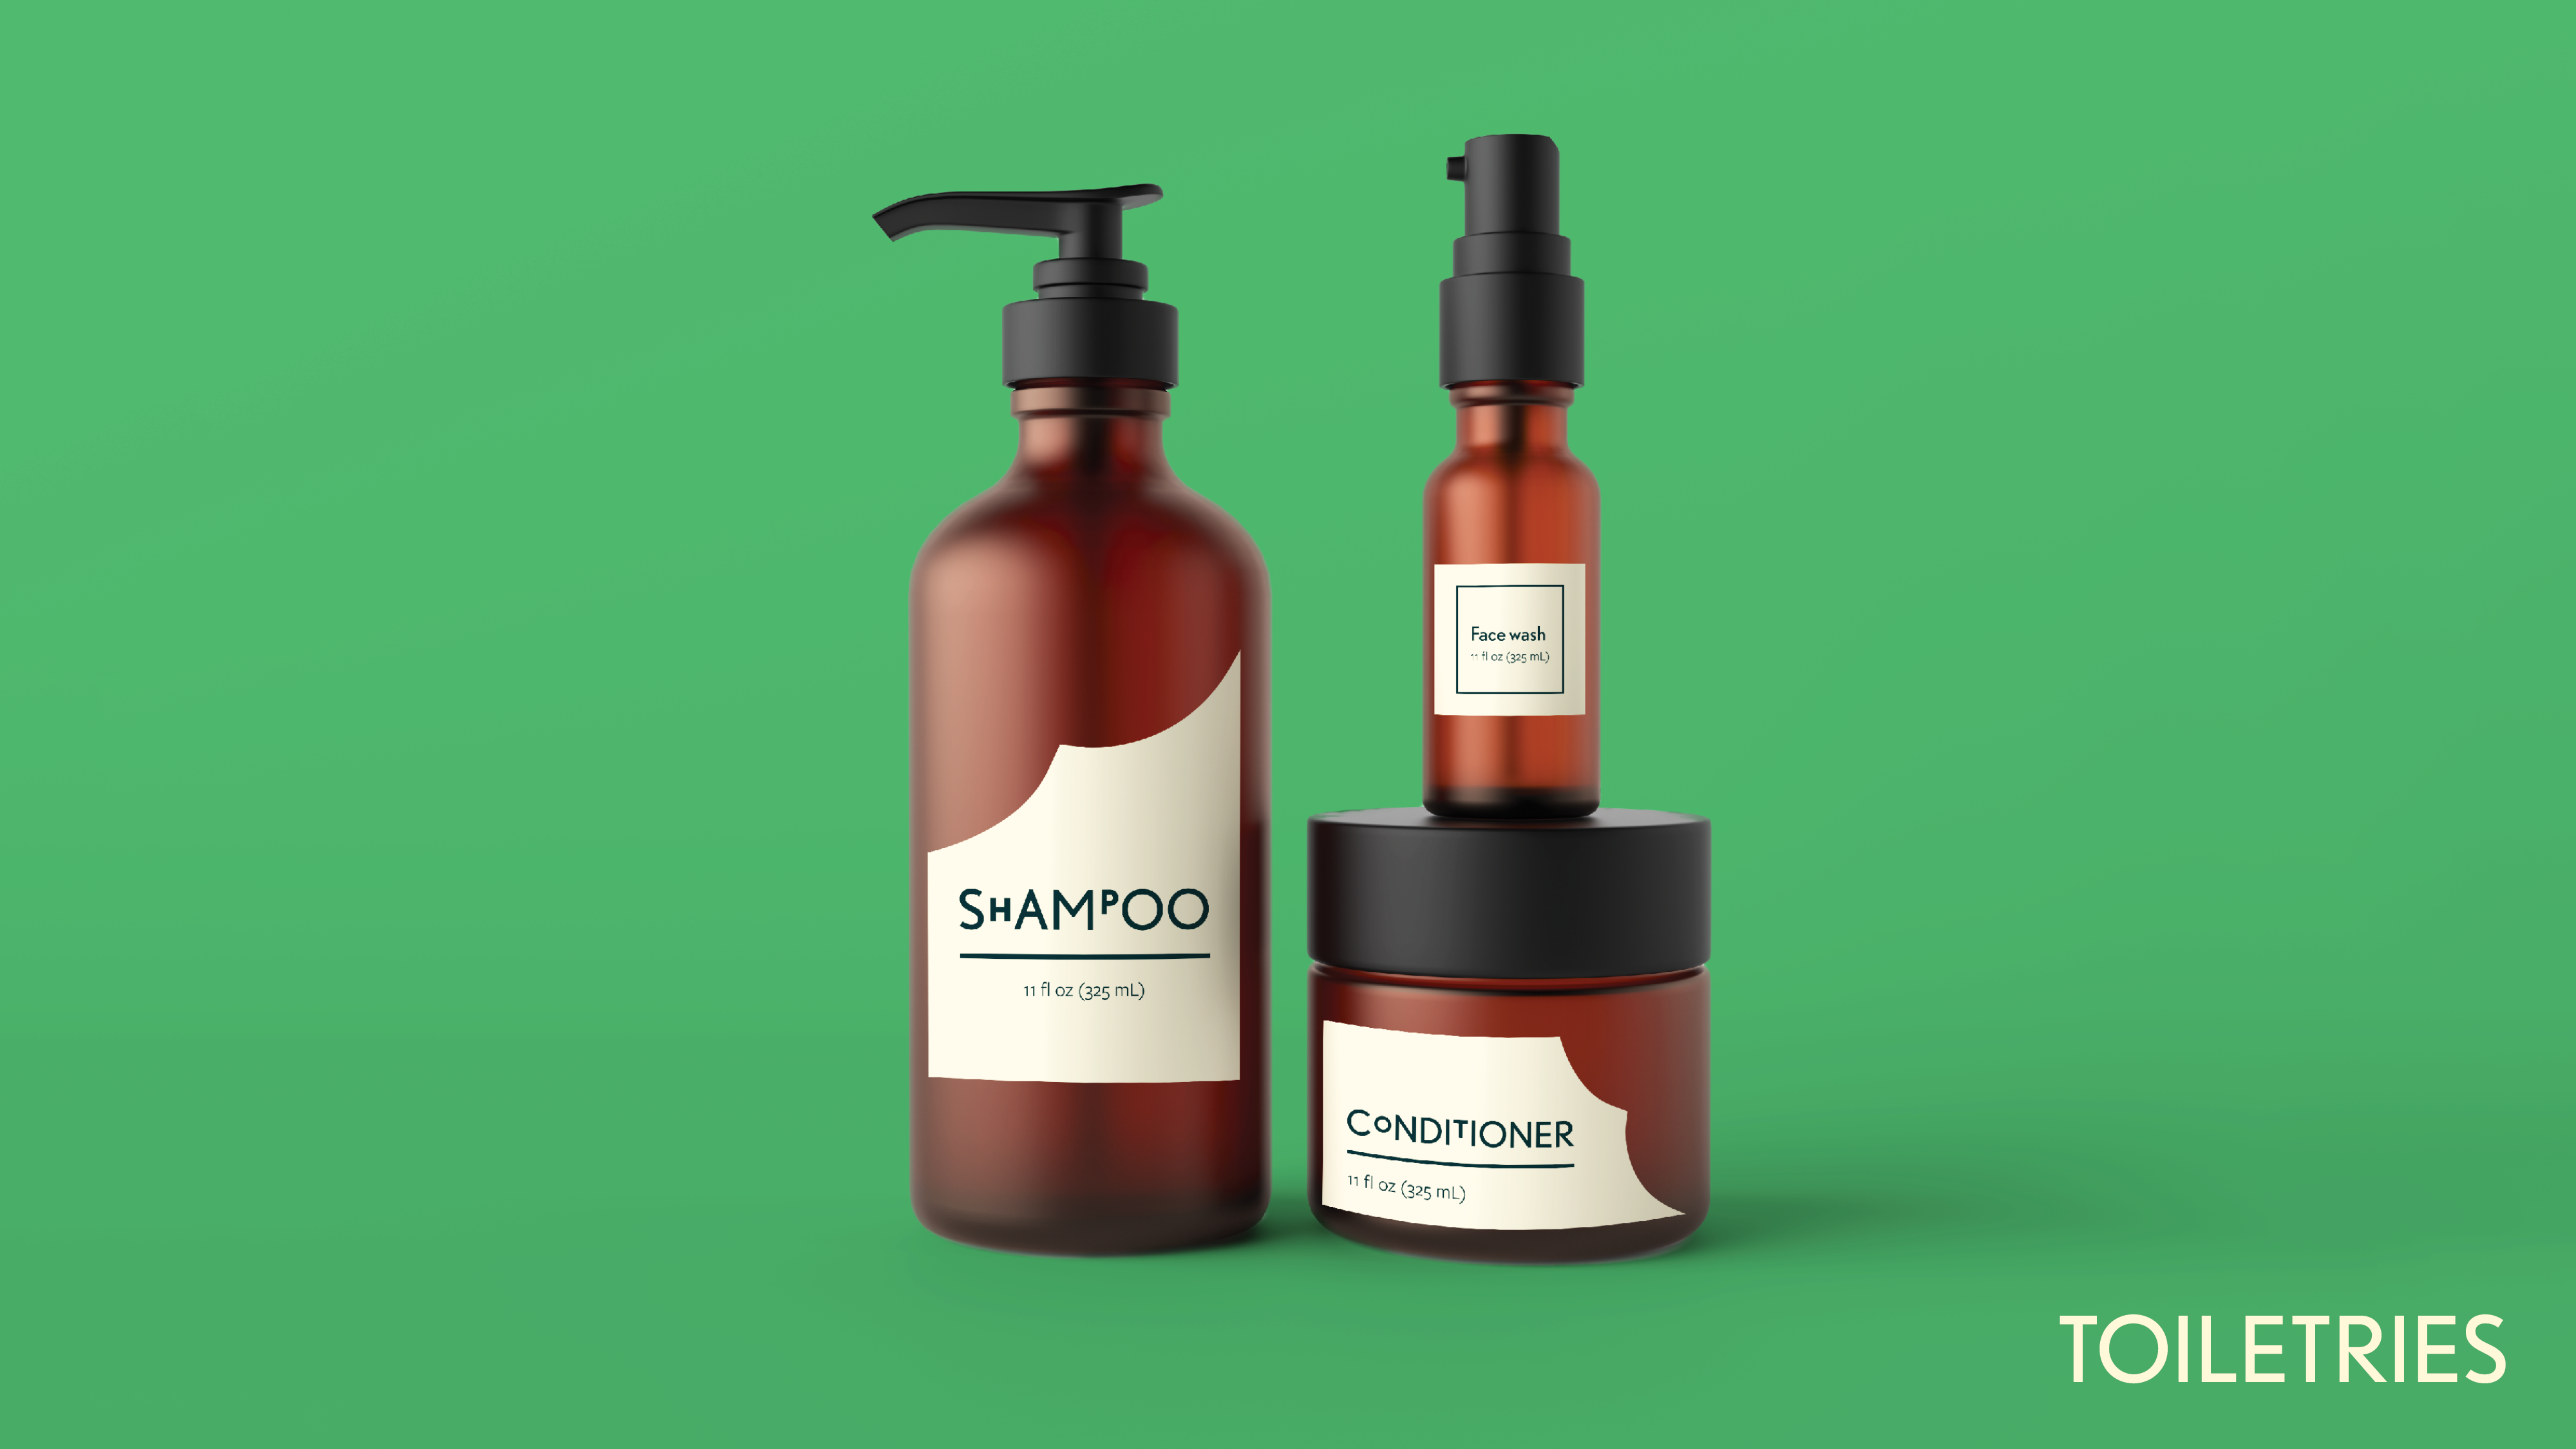 SHAMPOO
11 fl oz (325 mL)
Face wash
11 fl oz (325 mL)
CONDITIONER
11 fl oz (325 mL)
TOILETRIES